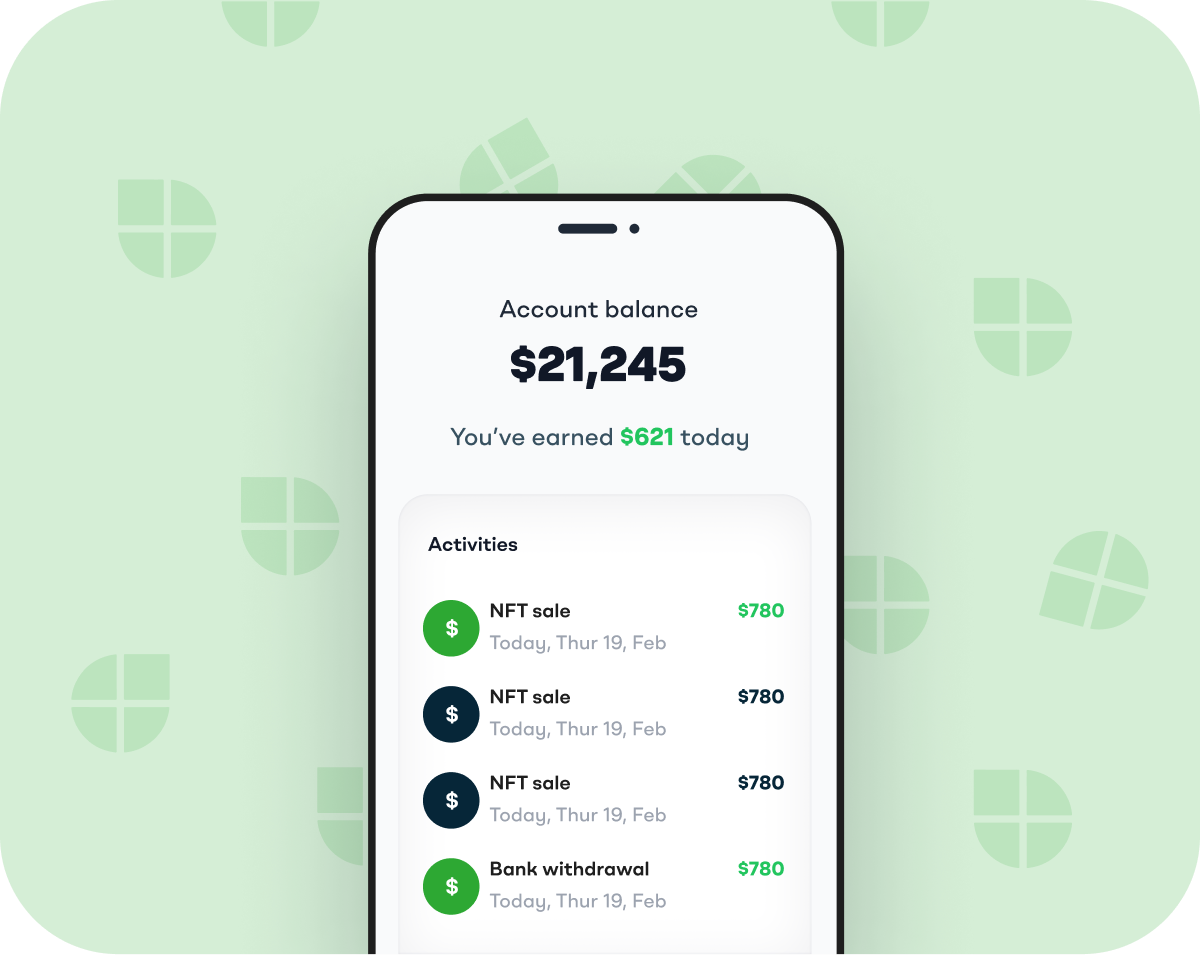 Account balance
$21,245
You’ve earned $621 today
Activities
$ NFT sale $780
Today, Thur 19, Feb
$ NFT sale $780
Today, Thur 19, Feb
$ NFT sale $780
Today, Thur 19, Feb
$ Bank withdrawal $780
Today, Thur 19, Feb